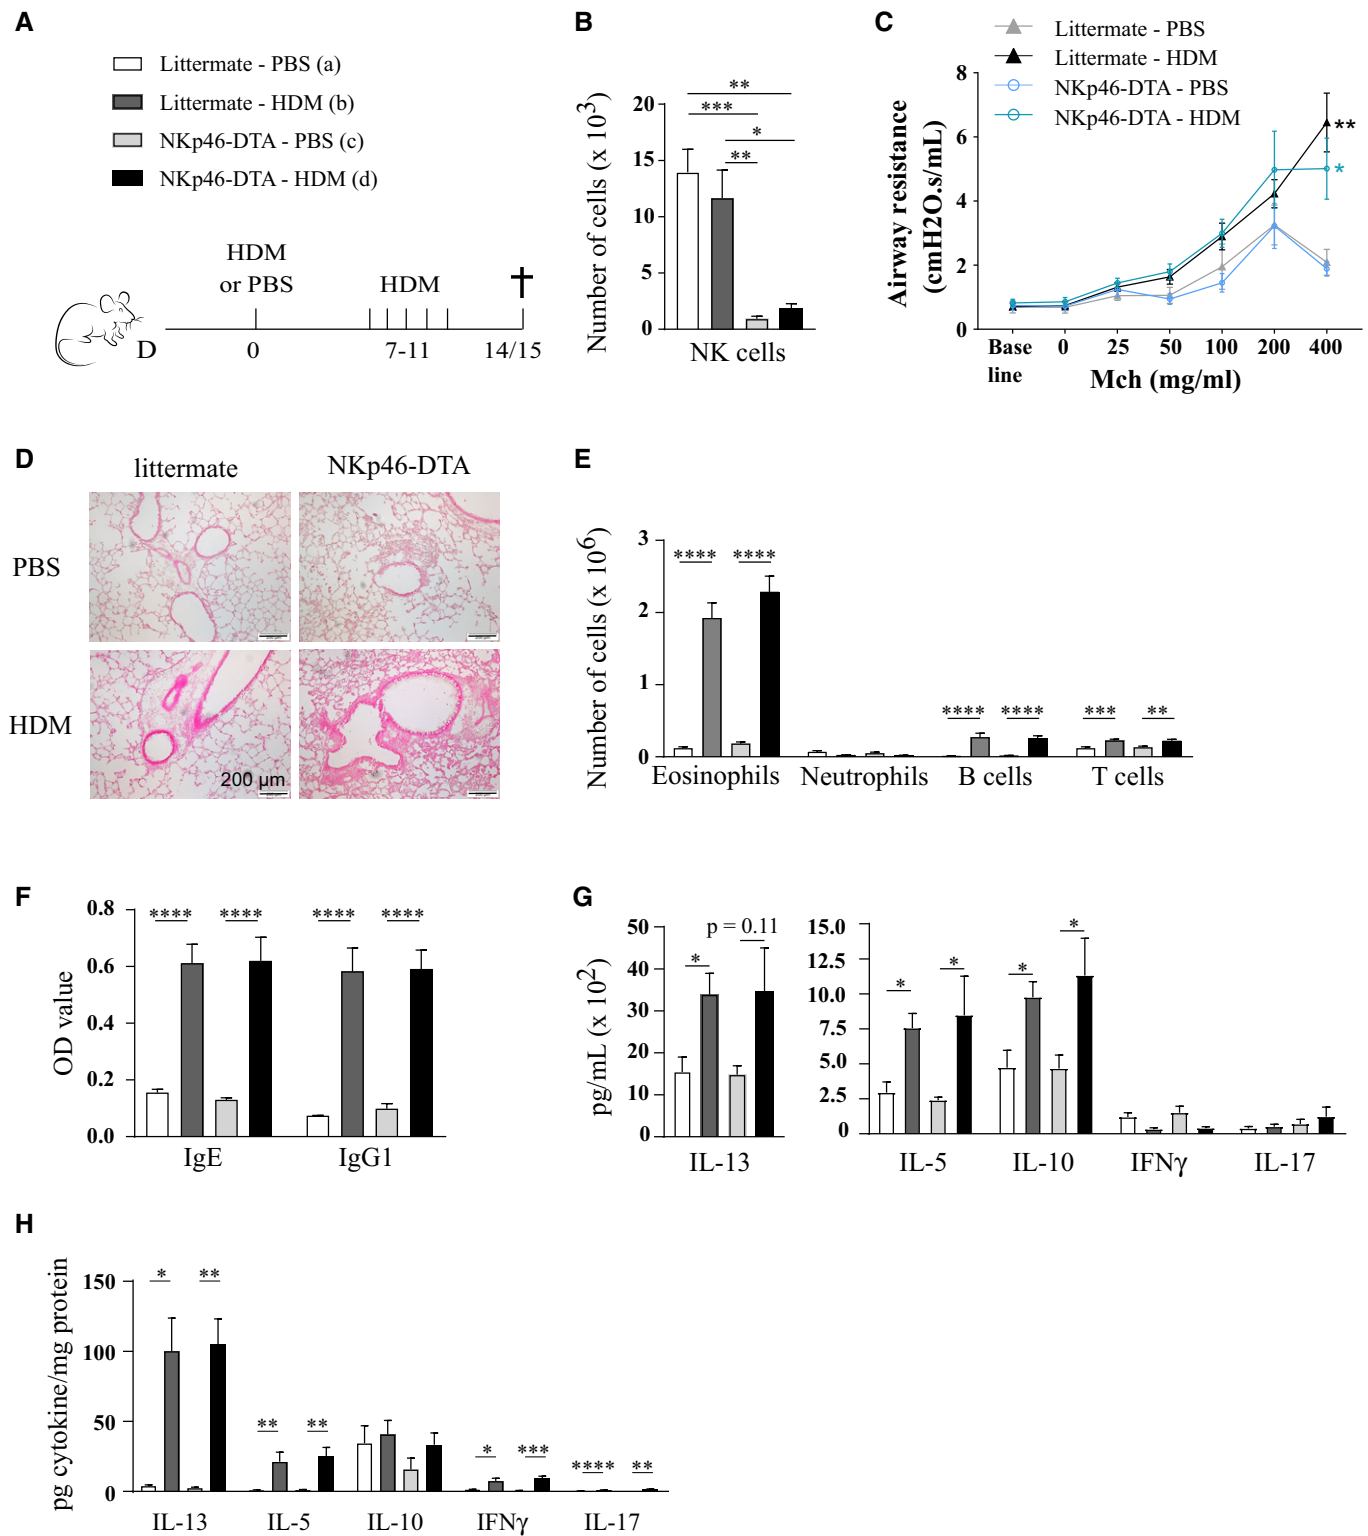 A
Littermate - PBS (a)
Littermate - HDM (b)
NKp46-DTA - PBS (c)
NKp46-DTA - HDM (d)
HDM
or PBS
HDM
D
0
7-11
14/15
B
Number of cells (x 10³)
20
15
10
5
0
**
***
*
**
NK cells
C
Littermate - PBS
Littermate - HDM
NKp46-DTA - PBS
NKp46-DTA - HDM
Airway resistance
(cmH2O.s/mL)
8
6
4
2
0
**
*
Base
line
0
25
50
100
200
400
Mch (mg/ml)
D
littermate
NKp46-DTA
PBS
HDM
200 µm
E
Number of cells (x 10⁶)
3
2
1
0
**** ****
**** ****
*** **
Eosinophils
Neutrophils
B cells
T cells
F
OD value
0.8
0.6
0.4
0.2
0.0
**** ****
**** ****
IgE
IgG1
G
pg/mL (x 10²)
50
40
30
20
10
0
*
p = 0.11
IL-13
15.0
12.5
10.0
7.5
5.0
2.5
0
* *
* *
IL-5
IL-10
IFNγ
IL-17
H
pg cytokine/mg protein
150
100
50
0
* **
** **
* ***
**** **
IL-13
IL-5
IL-10
IFNγ
IL-17